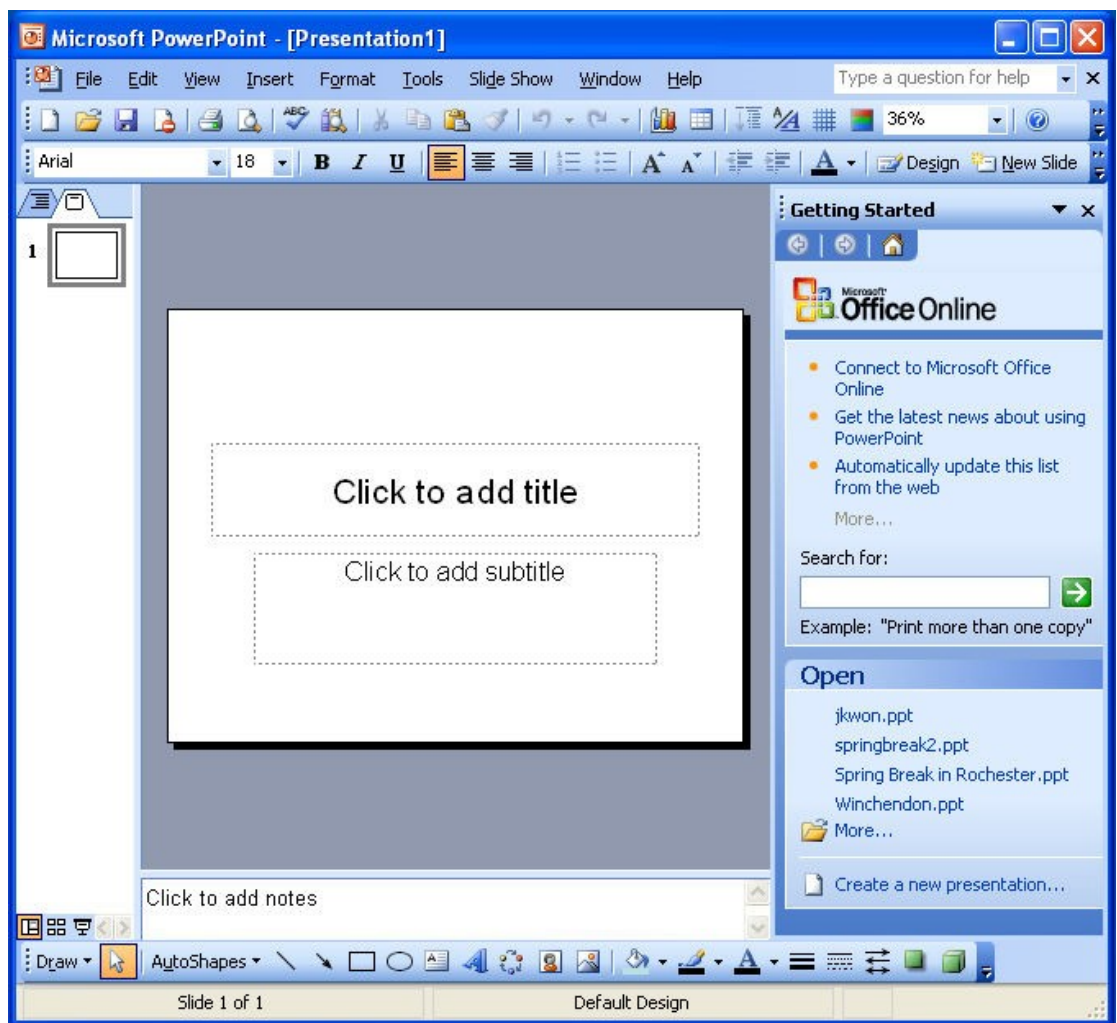 Microsoft PowerPoint - [Presentation1]
File Edit View Insert Format Tools Slide Show Window Help Type a question for help
ABC 36%
Arial 18 B I U A A A Design New Slide
Getting Started
1
Microsoft
Office Online
Connect to Microsoft Office
Online
Get the latest news about using
PowerPoint
Automatically update this list
from the web
More...
Search for:
Example: "Print more than one copy"
Click to add title
Click to add subtitle
Open
jkwon.ppt
springbreak2.ppt
Spring Break in Rochester.ppt
Winchendon.ppt
More...
Create a new presentation...
Click to add notes
Draw AutoShapes A A
Slide 1 of 1 Default Design